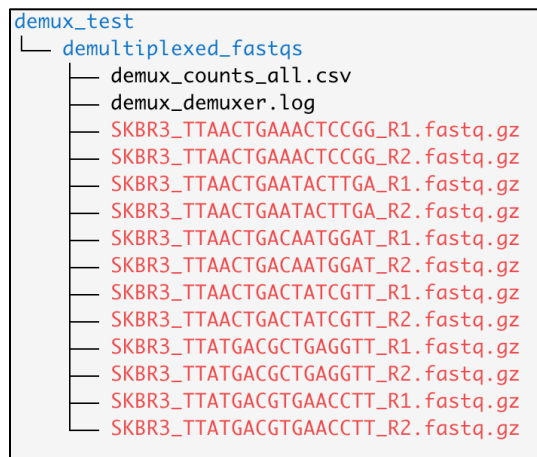 demux_test
demultiplexed_fastqs
demux_counts_all.csv
demux_demuxer.log
SKBR3_TTAACTGAAACTCCGG_R1.fastq.gz
SKBR3_TTAACTGAAACTCCGG_R2.fastq.gz
SKBR3_TTAACTGAATACTTGA_R1.fastq.gz
SKBR3_TTAACTGAATACTTGA_R2.fastq.gz
SKBR3_TTAACTGACAATGGAT_R1.fastq.gz
SKBR3_TTAACTGACAATGGAT_R2.fastq.gz
SKBR3_TTAACTGACTATCGTT_R1.fastq.gz
SKBR3_TTAACTGACTATCGTT_R2.fastq.gz
SKBR3_TTATGACGCTGAGGTT_R1.fastq.gz
SKBR3_TTATGACGCTGAGGTT_R2.fastq.gz
SKBR3_TTATGACGTGAACCTT_R1.fastq.gz
SKBR3_TTATGACGTGAACCTT_R2.fastq.gz